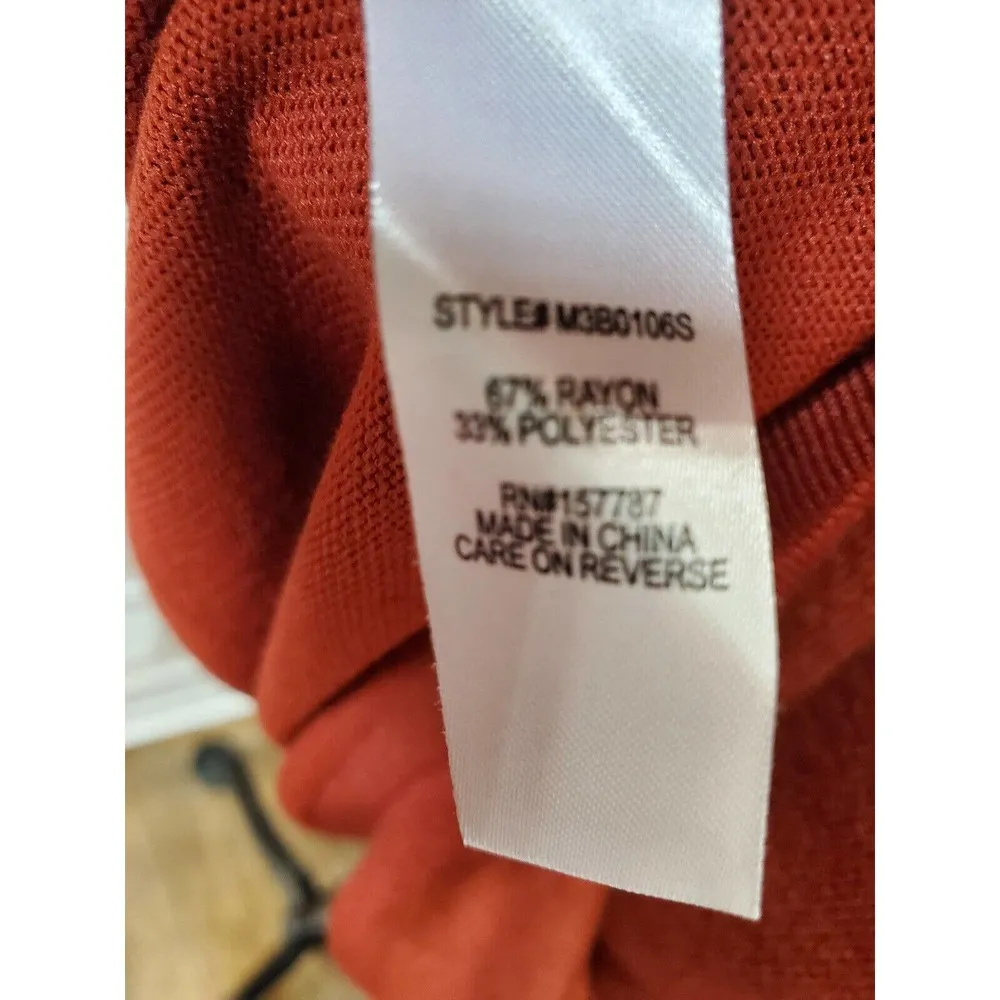 STYLE# M3B0106S
67% RAYON
33% POLYESTER
RN#157787
MADE IN CHINA
CARE ON REVERSE